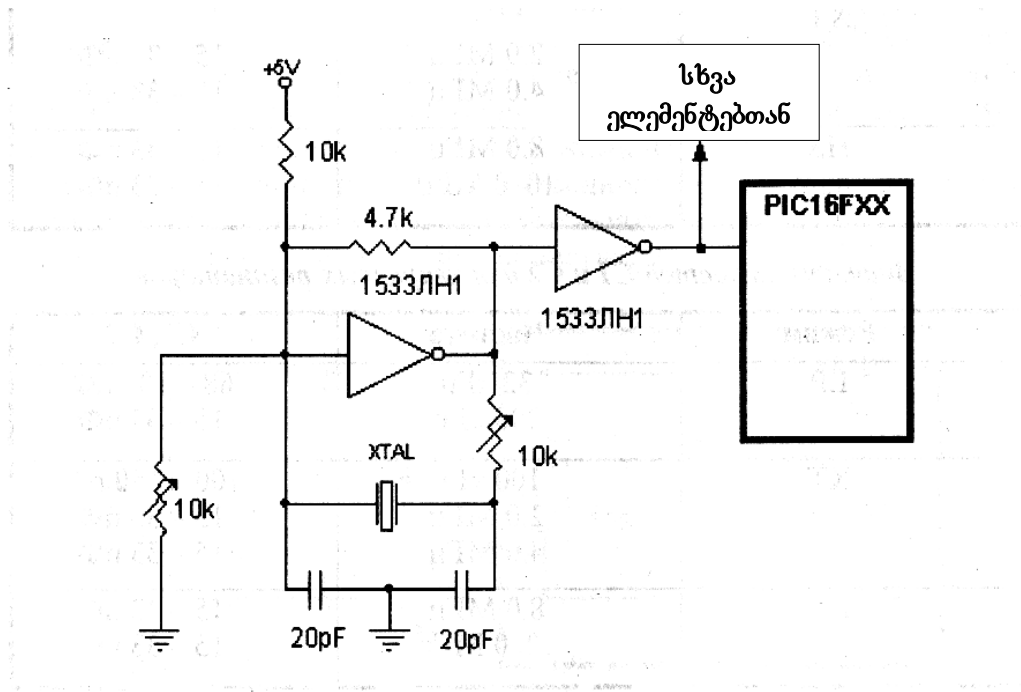 სხვა
ელემენტებთან
+5V
10k
PIC16FXX
4.7k
1533ЛН1
1533ЛН1
XTAL
10k
10k
20pF
20pF